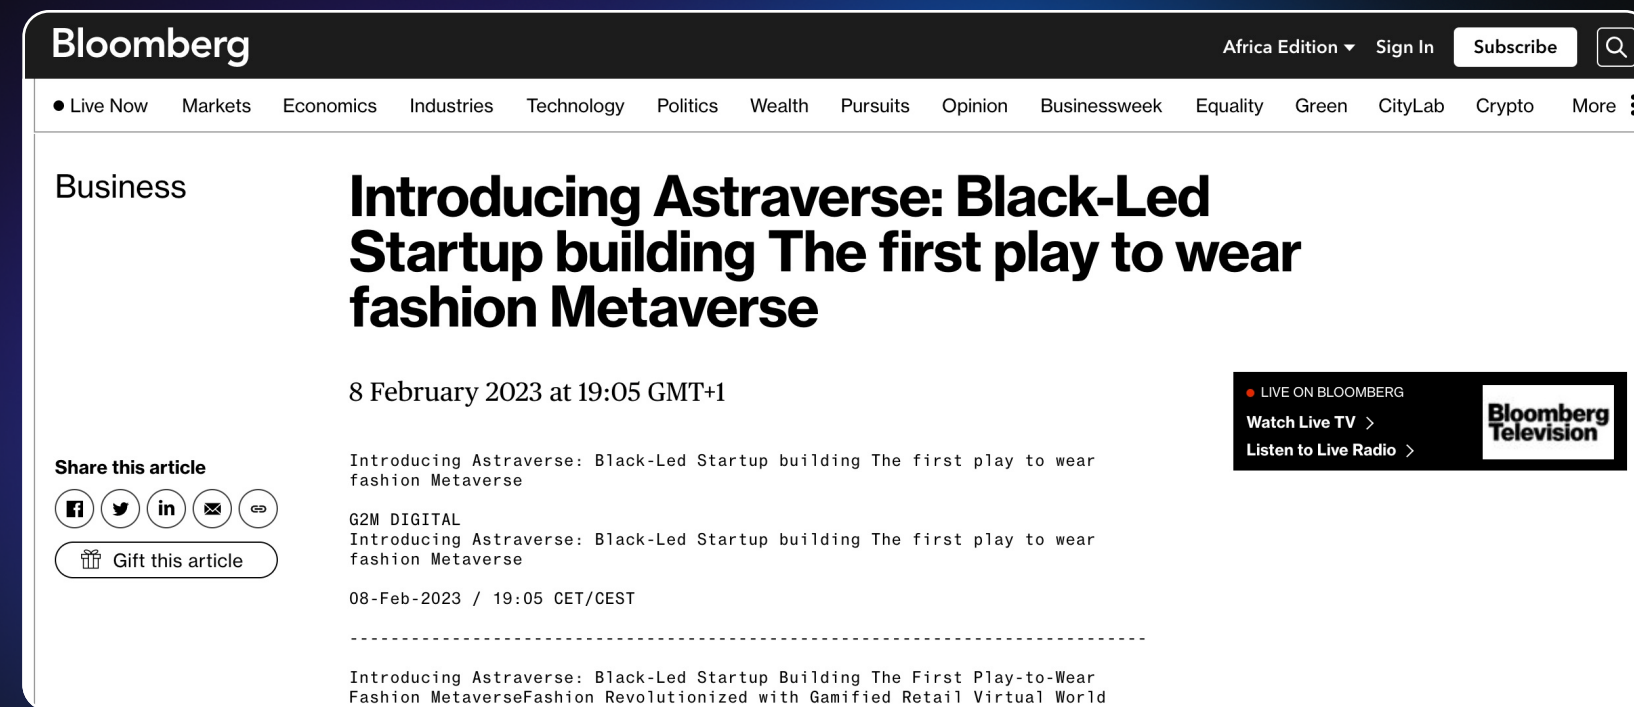 Bloomberg
Africa Edition
Sign In
Subscribe
Live Now
Markets
Economics
Industries
Technology
Politics
Wealth
Pursuits
Opinion
Businessweek
Equality
Green
CityLab
Crypto
More
Business
Introducing Astraverse: Black-Led
Startup building The first play to wear
fashion Metaverse
8 February 2023 at 19:05 GMT+1
LIVE ON BLOOMBERG
Watch Live TV
Listen to Live Radio
Bloomberg
Television
Share this article
Gift this article
Introducing Astraverse: Black-Led Startup building The first play to wear
fashion Metaverse
G2M DIGITAL
Introducing Astraverse: Black-Led Startup building The first play to wear
fashion Metaverse
08-Feb-2023 / 19:05 CET/CEST
------------------------------------------------------------------------------
Introducing Astraverse: Black-Led Startup Building The First Play-to-Wear
Fashion MetaverseFashion Revolutionized with Gamified Retail Virtual World